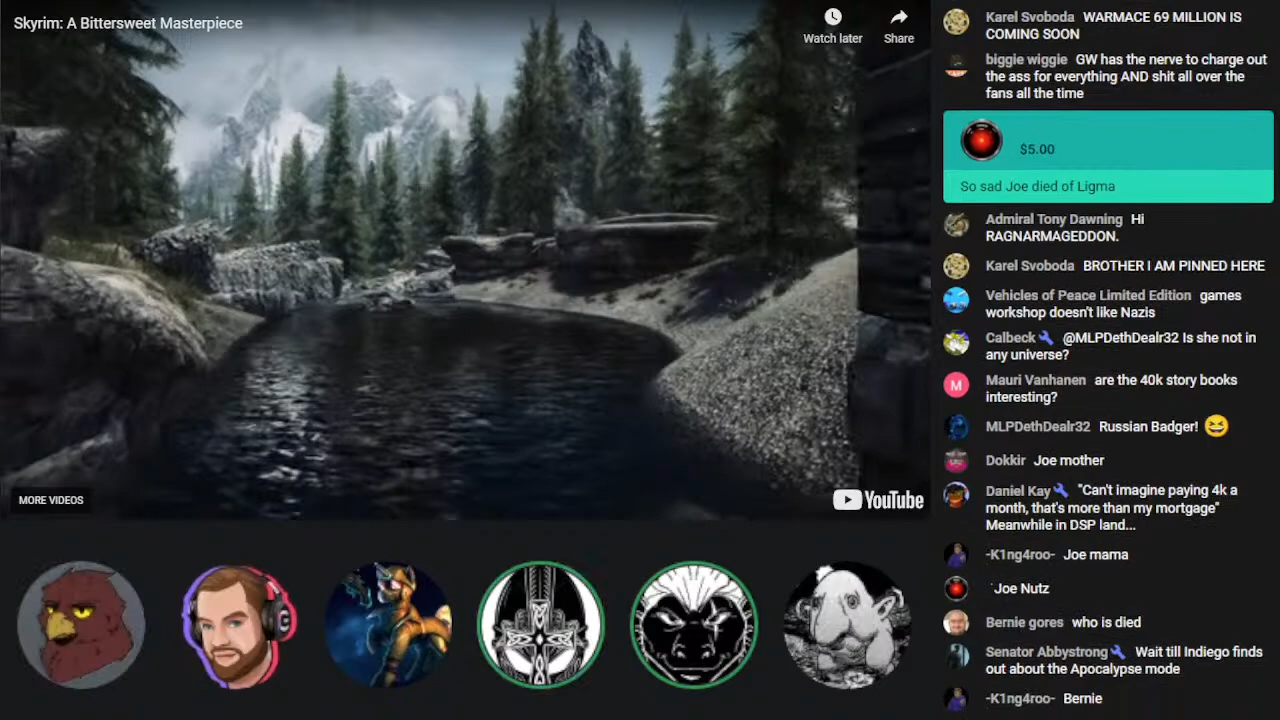 Skyrim: A Bittersweet Masterpiece
Watch later
Share
MORE VIDEOS
YouTube
Karel Svoboda WARMACE 69 MILLION IS
COMING SOON
biggie wiggie GW has the nerve to charge out
the ass for everything AND shit all over the
fans all the time
$5.00
So sad Joe died of Ligma
Admiral Tony Dawning Hi
RAGNARMAGEDDON.
Karel Svoboda BROTHER I AM PINNED HERE
Vehicles of Peace Limited Edition games
workshop doesn't like Nazis
Calbeck @MLPDethDealr32 Is she not in
any universe?
M
Mauri Vanhanen are the 40k story books
interesting?
MLPDethDealr32 Russian Badger!
Dokkir Joe mother
Daniel Kay "Can't imagine paying 4k a
month, that's more than my mortgage"
Meanwhile in DSP land...
-K1ng4roo- Joe mama
Joe Nutz
Bernie gores who is died
Senator Abbystrong Wait till Indiego finds
out about the Apocalypse mode
-K1ng4roo- Bernie